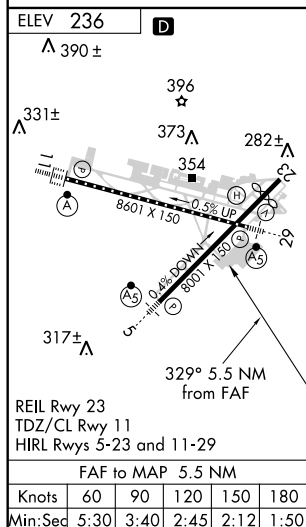 ELEV 236
D
390 ±
396
331±
373
282±
354
11
23
P
H
A
8601 X 150
0.5% UP
V
29
P
A5
A5
0.4% DOWN
8001 X 150
P
5
317±
329° 5.5 NM
from FAF
REIL Rwy 23
TDZ/CL Rwy 11
HIRL Rwys 5-23 and 11-29
FAF to MAP 5.5 NM
Knots 60 90 120 150 180
Min:Sec 5:30 3:40 2:45 2:12 1:50